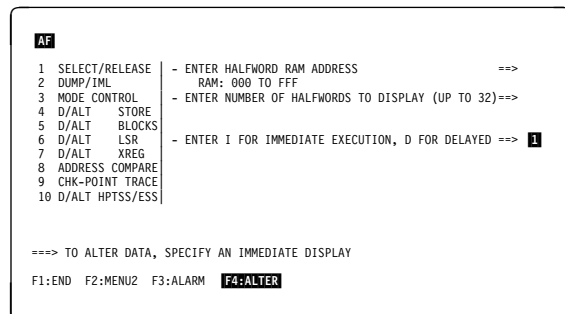 AF
1 SELECT/RELEASE | - ENTER HALFWORD RAM ADDRESS ==>
2 DUMP/IML | RAM: 000 TO FFF
3 MODE CONTROL | - ENTER NUMBER OF HALFWORDS TO DISPLAY (UP TO 32)==>
4 D/ALT STORE |
5 D/ALT BLOCKS|
6 D/ALT LSR | - ENTER I FOR IMMEDIATE EXECUTION, D FOR DELAYED ==> 1
7 D/ALT XREG |
8 ADDRESS COMPARE|
9 CHK-POINT TRACE|
10 D/ALT HPTSS/ESS|
===> TO ALTER DATA, SPECIFY AN IMMEDIATE DISPLAY
F1:END F2:MENU2 F3:ALARM F4:ALTER